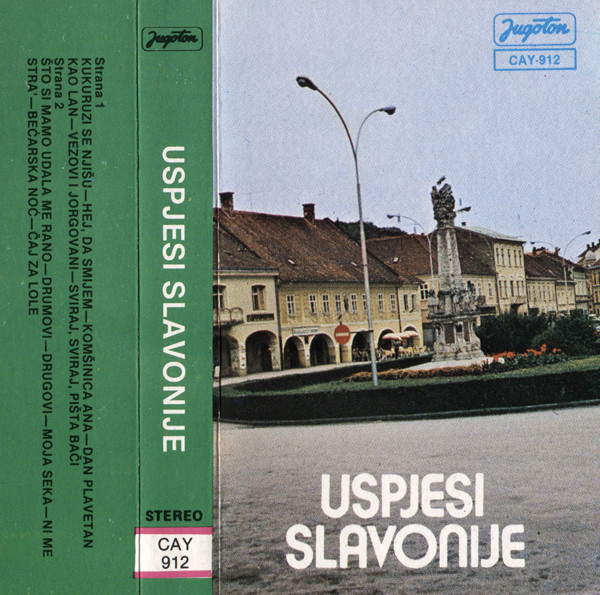 Strana 1
KUKURUZI SE NJIŠU—HEJ, DA SMIJEM—KOMŠINICA ANA—DAN PLAVETAN
KAO LAN—VEZOVI I JORGOVANI—SVIRAJ, SVIRAJ, PIŠTA BAČI
Strana 2
ŠTO SI MAMO UDALA ME RANO—DRUMOVI—DRUGOVI—MOJA SEKA—NI ME
STRA'—BEĆARSKA NOĆ—ČAJ ZA LOLE
Jugoton
USPJESI SLAVONIJE
STEREO
CAY
912
Jugoton
CAY-912
USPJESI
SLAVONIJE